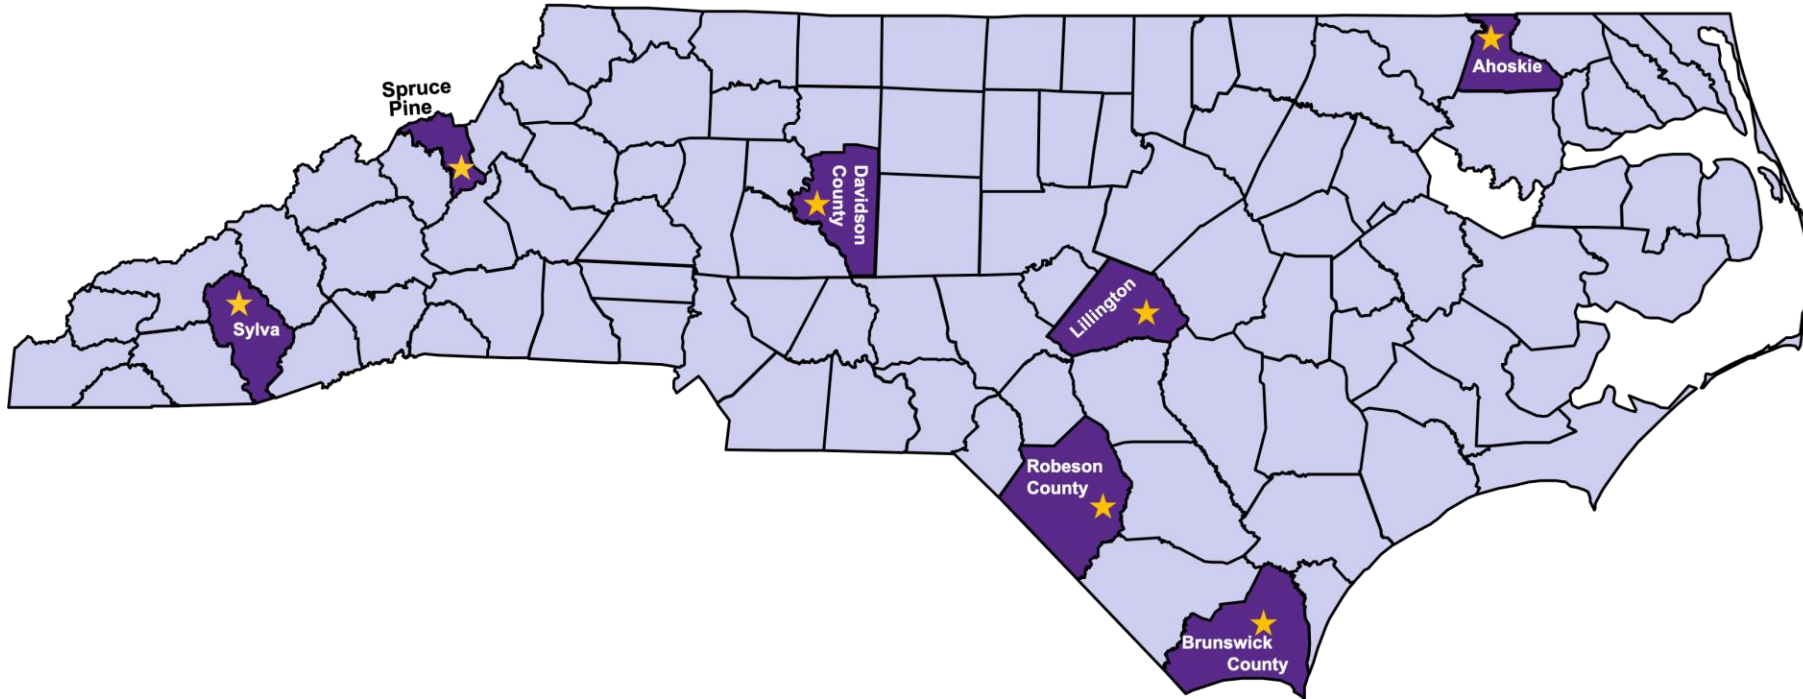 Spruce
Pine
Ahoskie
Davidson
County
Sylva
Lillington
Robeson
County
Brunswick
County